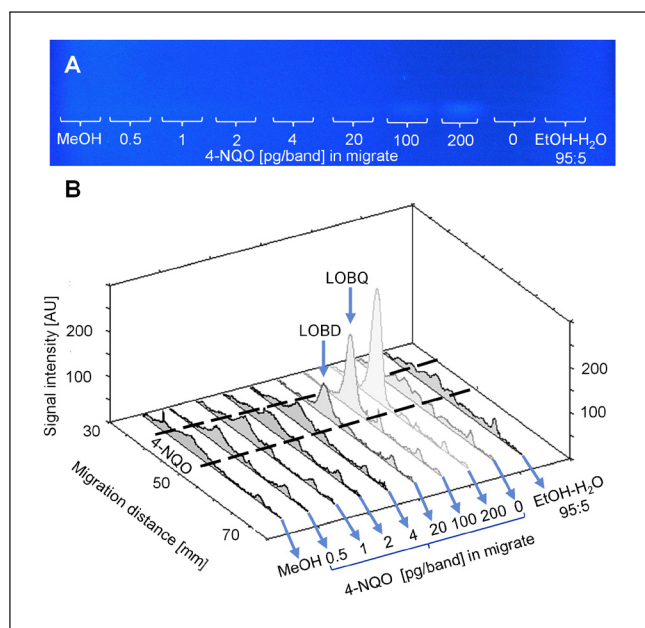 A
MeOH 0.5 1 2 4 20 100 200 0 EtOH-H₂O
4-NQO [pg/band] in migrate 95:5
B
LOBQ
LOBD
Signal intensity [AU]
200
100
30
200
100
4-NQO
50
70
Migration distance [mm]
MeOH 0.5 1 2 4 20 100 200 0 EtOH-H₂O
95:5
4-NQO [pg/band] in migrate